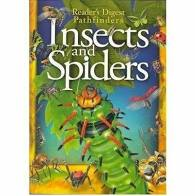 Reader's Digest
Pathfinders
Insects
and
Spiders